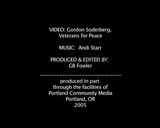 VIDEO: Gordon Soderberg,
Veterans for Peace
MUSIC: Andi Starr
PRODUCED & EDITED BY:
GB Fowler
produced in part
through the facilities of
Portland Community Media
Portland, OR
2005